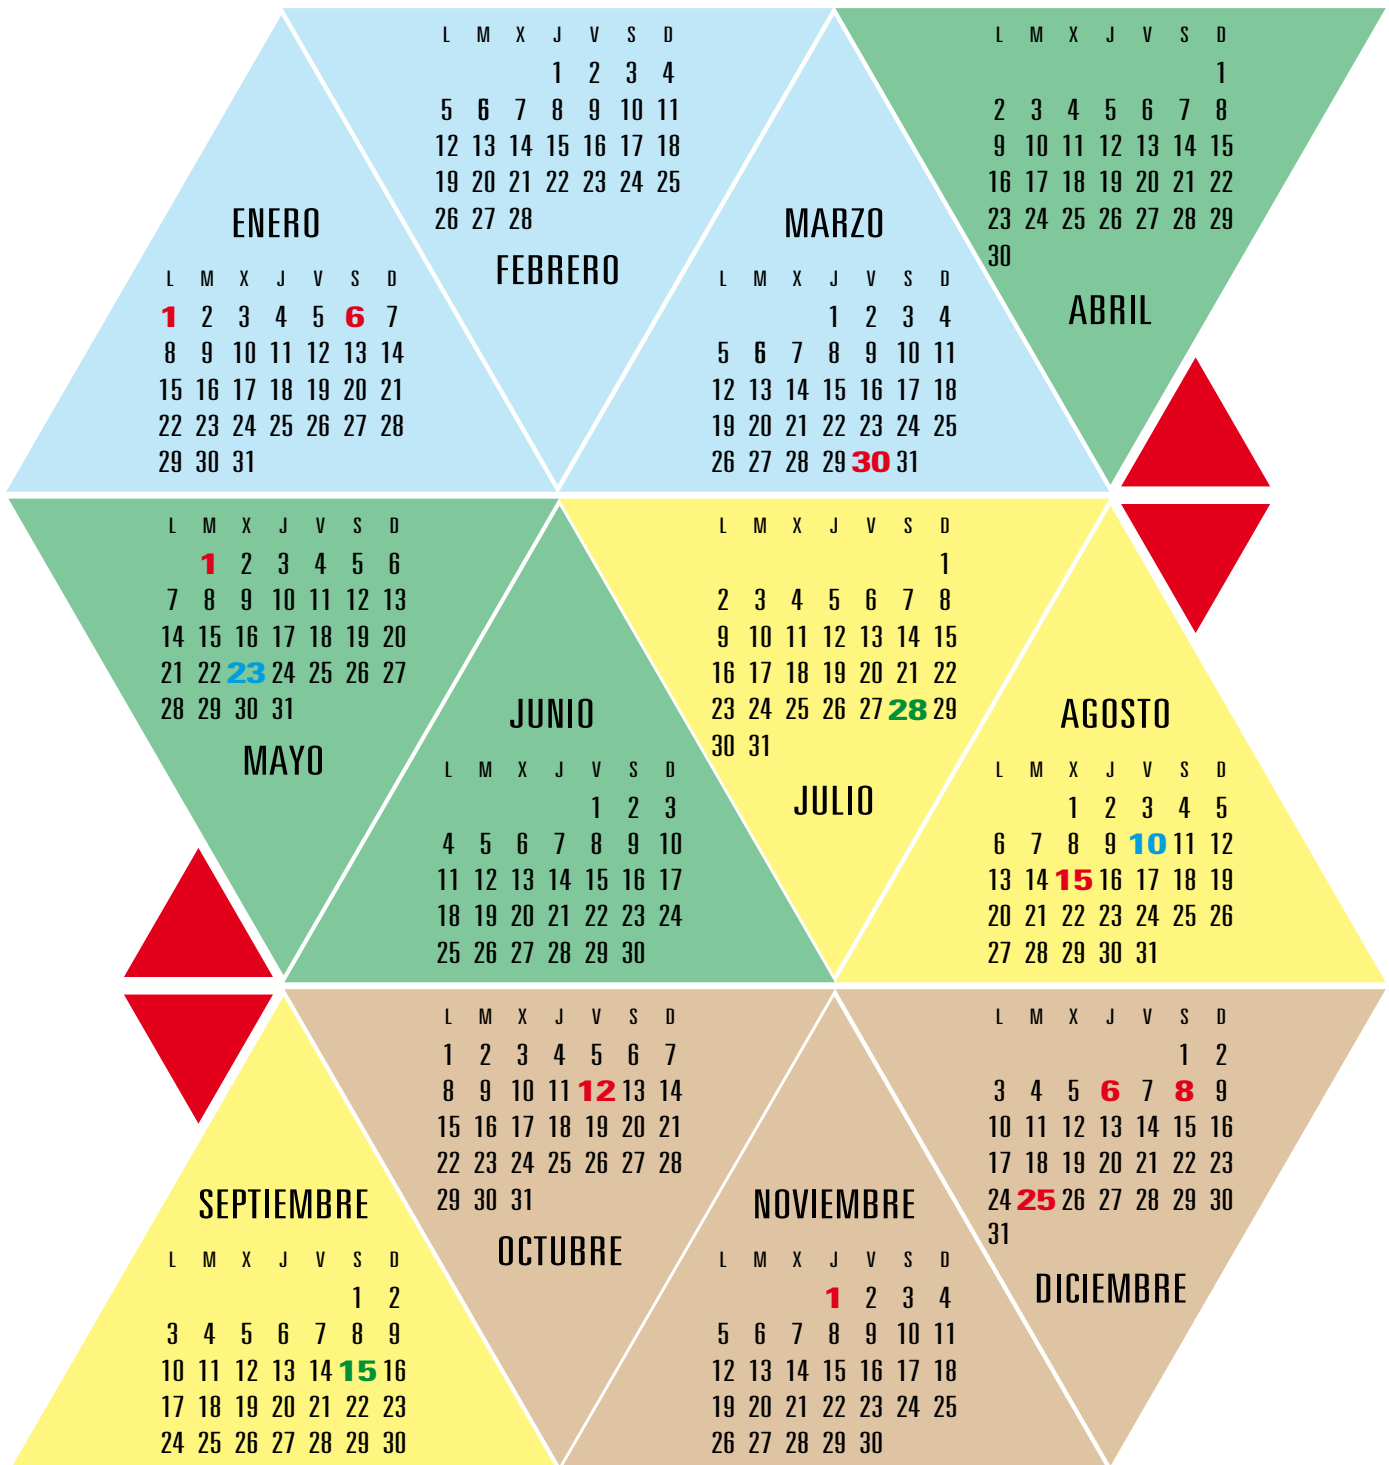 ENERO
L M X J V S D
1 2 3 4 5 6 7
8 9 10 11 12 13 14
15 16 17 18 19 20 21
22 23 24 25 26 27 28
29 30 31
L M X J V S D
1 2 3 4
5 6 7 8 9 10 11
12 13 14 15 16 17 18
19 20 21 22 23 24 25
26 27 28
FEBRERO
MARZO
L M X J V S D
1 2 3 4
5 6 7 8 9 10 11
12 13 14 15 16 17 18
19 20 21 22 23 24 25
26 27 28 29 30 31
L M X J V S D
1
2 3 4 5 6 7 8
9 10 11 12 13 14 15
16 17 18 19 20 21 22
23 24 25 26 27 28 29
30
ABRIL
L M X J V S D
1 2 3 4 5 6
7 8 9 10 11 12 13
14 15 16 17 18 19 20
21 22 23 24 25 26 27
28 29 30 31
MAYO
JUNIO
L M X J V S D
1 2 3
4 5 6 7 8 9 10
11 12 13 14 15 16 17
18 19 20 21 22 23 24
25 26 27 28 29 30
L M X J V S D
1
2 3 4 5 6 7 8
9 10 11 12 13 14 15
16 17 18 19 20 21 22
23 24 25 26 27 28 29
30 31
JULIO
AGOSTO
L M X J V S D
1 2 3 4 5
6 7 8 9 10 11 12
13 14 15 16 17 18 19
20 21 22 23 24 25 26
27 28 29 30 31
SEPTIEMBRE
L M X J V S D
1 2
3 4 5 6 7 8 9
10 11 12 13 14 15 16
17 18 19 20 21 22 23
24 25 26 27 28 29 30
L M X J V S D
1 2 3 4 5 6 7
8 9 10 11 12 13 14
15 16 17 18 19 20 21
22 23 24 25 26 27 28
29 30 31
OCTUBRE
NOVIEMBRE
L M X J V S D
1 2 3 4
5 6 7 8 9 10 11
12 13 14 15 16 17 18
19 20 21 22 23 24 25
26 27 28 29 30
L M X J V S D
1 2
3 4 5 6 7 8 9
10 11 12 13 14 15 16
17 18 19 20 21 22 23
24 25 26 27 28 29 30
31
DICIEMBRE